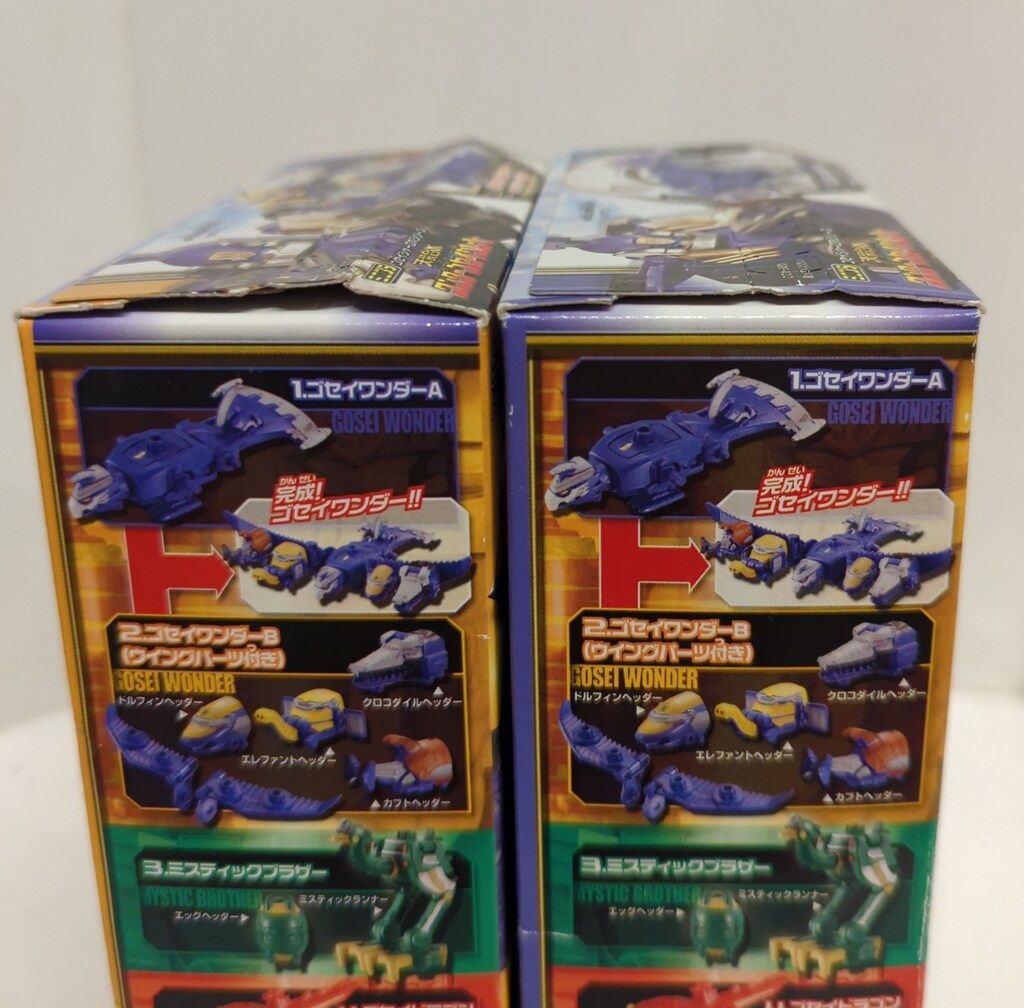 1.ゴセイワンダーA
GOSEI WONDER
かん せい
完成!
ゴセイワンダー!!
2.ゴセイワンダーB
(ウイングパーツ付き)
GOSEI WONDER
ドルフィンヘッダー
クロコダイルヘッダー
エレファントヘッダー
カブトヘッダー
3.ミスティックブラザー
MYSTIC BROTHER
ミスティックランナー
エッグヘッダー
1.ゴセイワンダーA
GOSEI WONDER
かん せい
完成!
ゴセイワンダー!!
2.ゴセイワンダーB
(ウイングパーツ付き)
GOSEI WONDER
ドルフィンヘッダー
クロコダイルヘッダー
エレファントヘッダー
カブトヘッダー
3.ミスティックブラザー
MYSTIC BROTHER
ミスティックランナー
エッグヘッダー